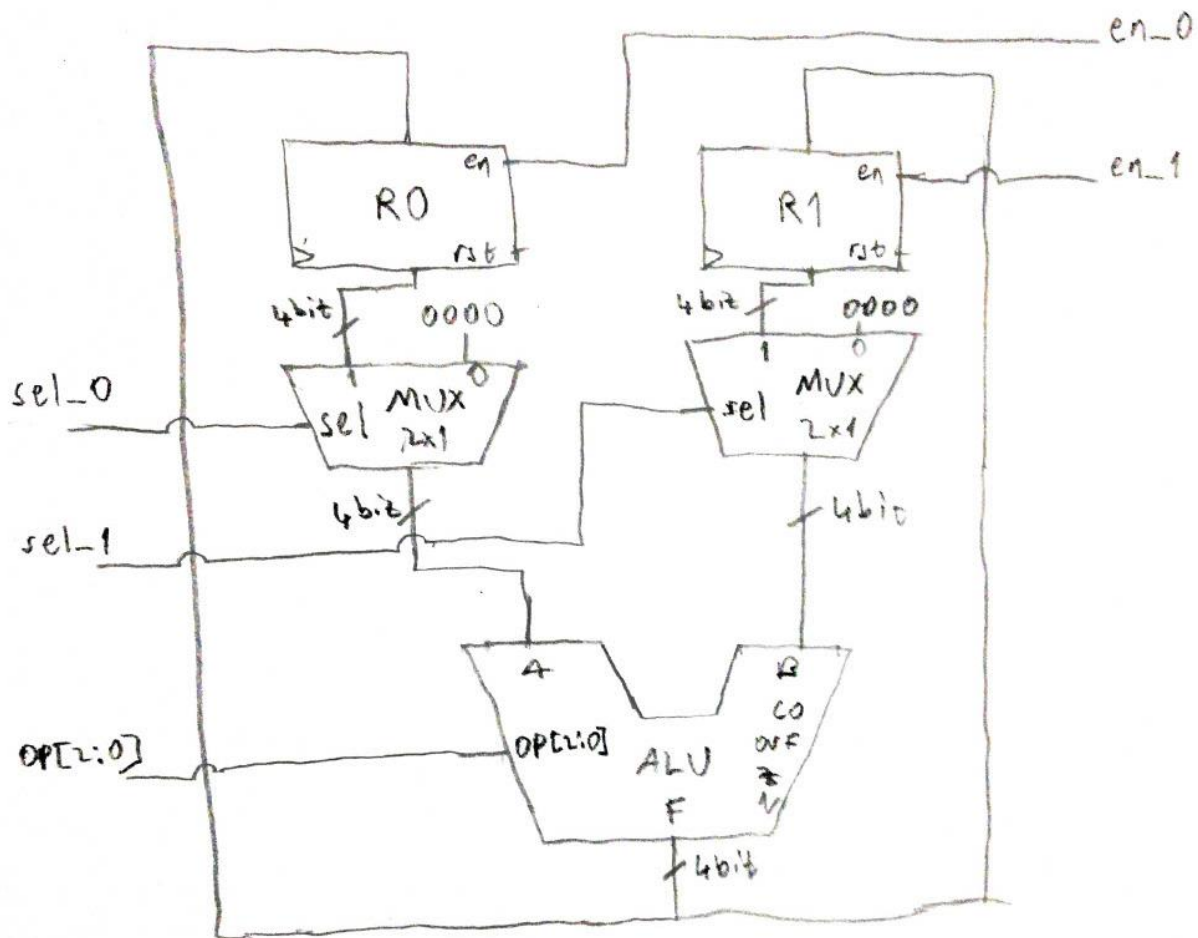 en_0
en
R0
rst
en_1
en
R1
rst
4bit
0000
4bit
0000
sel_0
1
0
sel
MUX
2x1
1
0
sel
MUX
2x1
4bit
4bit
sel_1
A
B
CO
OVF
Z
N
OP[2:0]
OP[2:0]
ALU
F
4bit